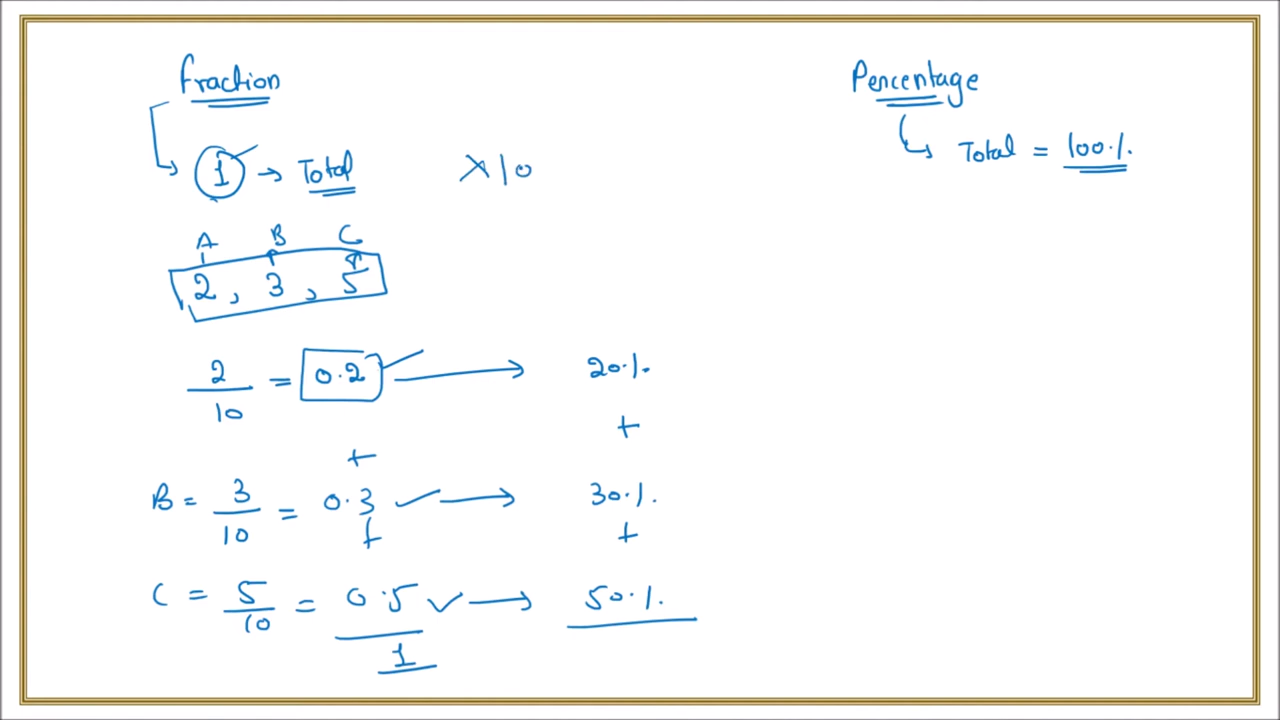 fraction
Percentage
1 → Total
X10
Total = 100%
A B C
2, 3, 5
2/10 = 0.2 → 20%
+ +
B = 3/10 = 0.3 → 30%
+ +
C = 5/10 = 0.5 → 50%
1